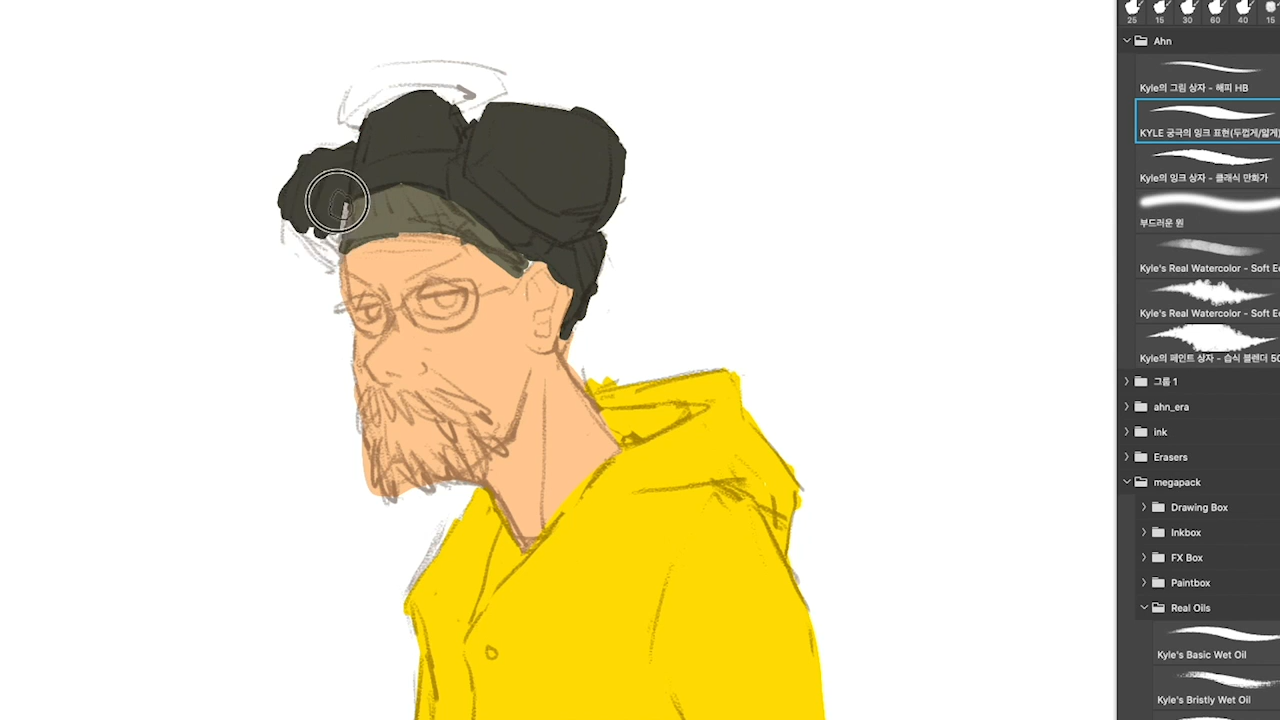 25 15 30 60 40 15
Ahn
Kyle의 그림 상자 - 해피 HB
KYLE 궁극의 잉크 표현(두껍게/얇게)
Kyle의 잉크 상자 - 클래식 만화가
부드러운 원
Kyle's Real Watercolor - Soft Ed
Kyle's Real Watercolor - Soft Ed
Kyle의 페인트 상자 - 습식 블렌더 50
그룹 1
ahn_era
ink
Erasers
megapack
Drawing Box
Inkbox
FX Box
Paintbox
Real Oils
Kyle's Basic Wet Oil
Kyle's Bristly Wet Oil